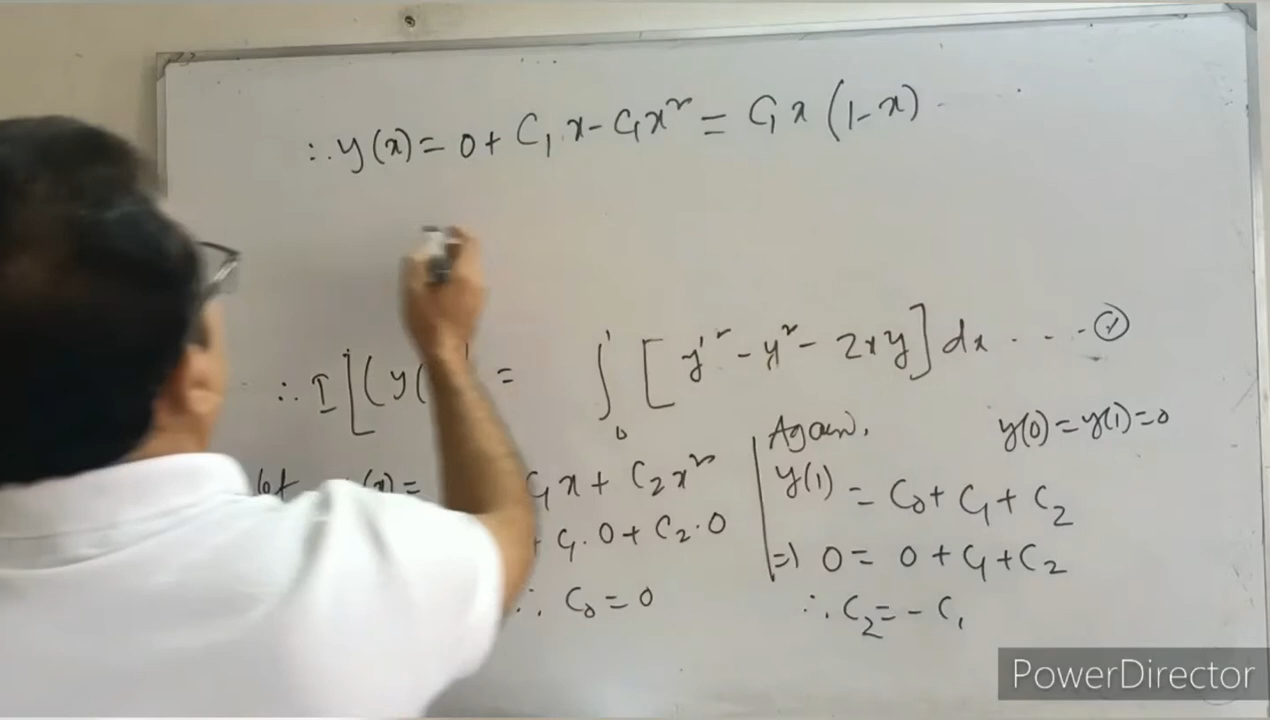 ∴ y(x) = 0 + C₁x - C₁x² = C₁x (1-x)
∴ I[(y( = ∫₀¹ [y'² - y² - 2xy] dx ... ②
Let (x) = C₁x + C₂x²
+ C₁.0 + C₂.0
∴ C₀ = 0
Again, y(0) = y(1) = 0
y(1) = C₀ + C₁ + C₂
=) 0 = 0 + C₁ + C₂
∴ C₂ = - C₁
PowerDirector